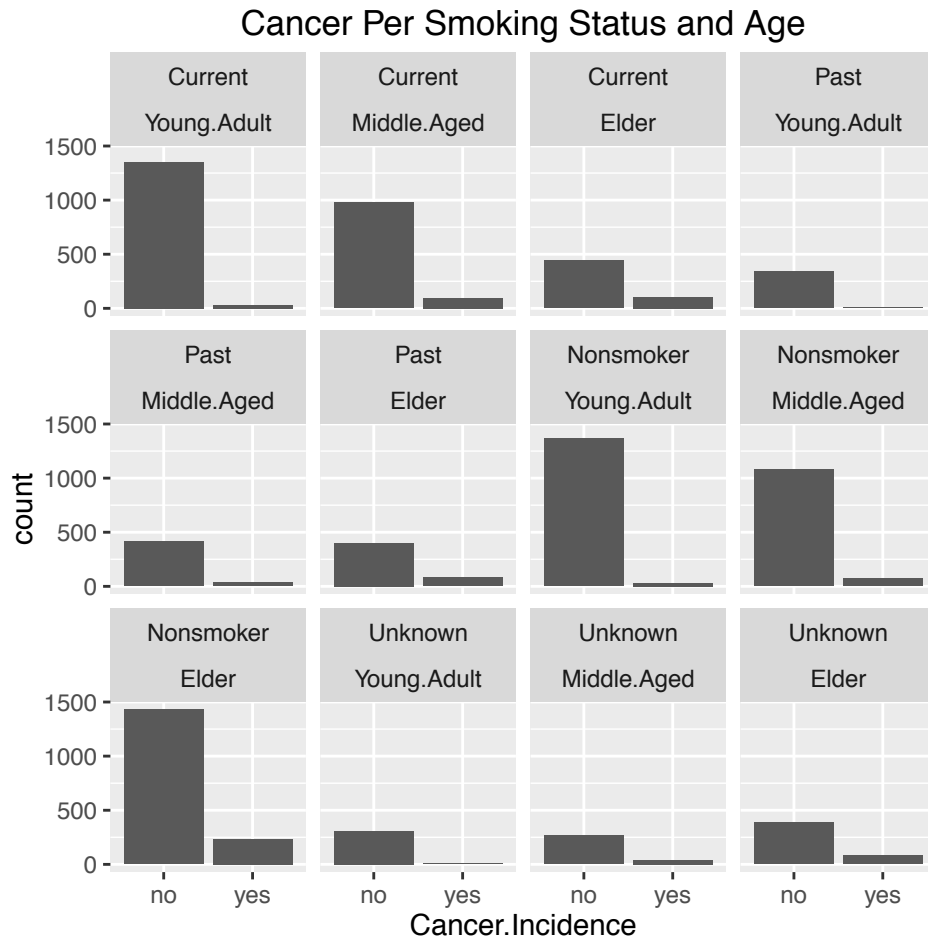 Cancer Per Smoking Status and Age
Current Current Current Past
Young.Adult Middle.Aged Elder Young.Adult
1500
1000
500
0
Past Past Nonsmoker Nonsmoker
Middle.Aged Elder Young.Adult Middle.Aged
1500
1000
500
0
count
Nonsmoker Unknown Unknown Unknown
Elder Young.Adult Middle.Aged Elder
1500
1000
500
0
no yes no yes no yes no yes
Cancer.Incidence